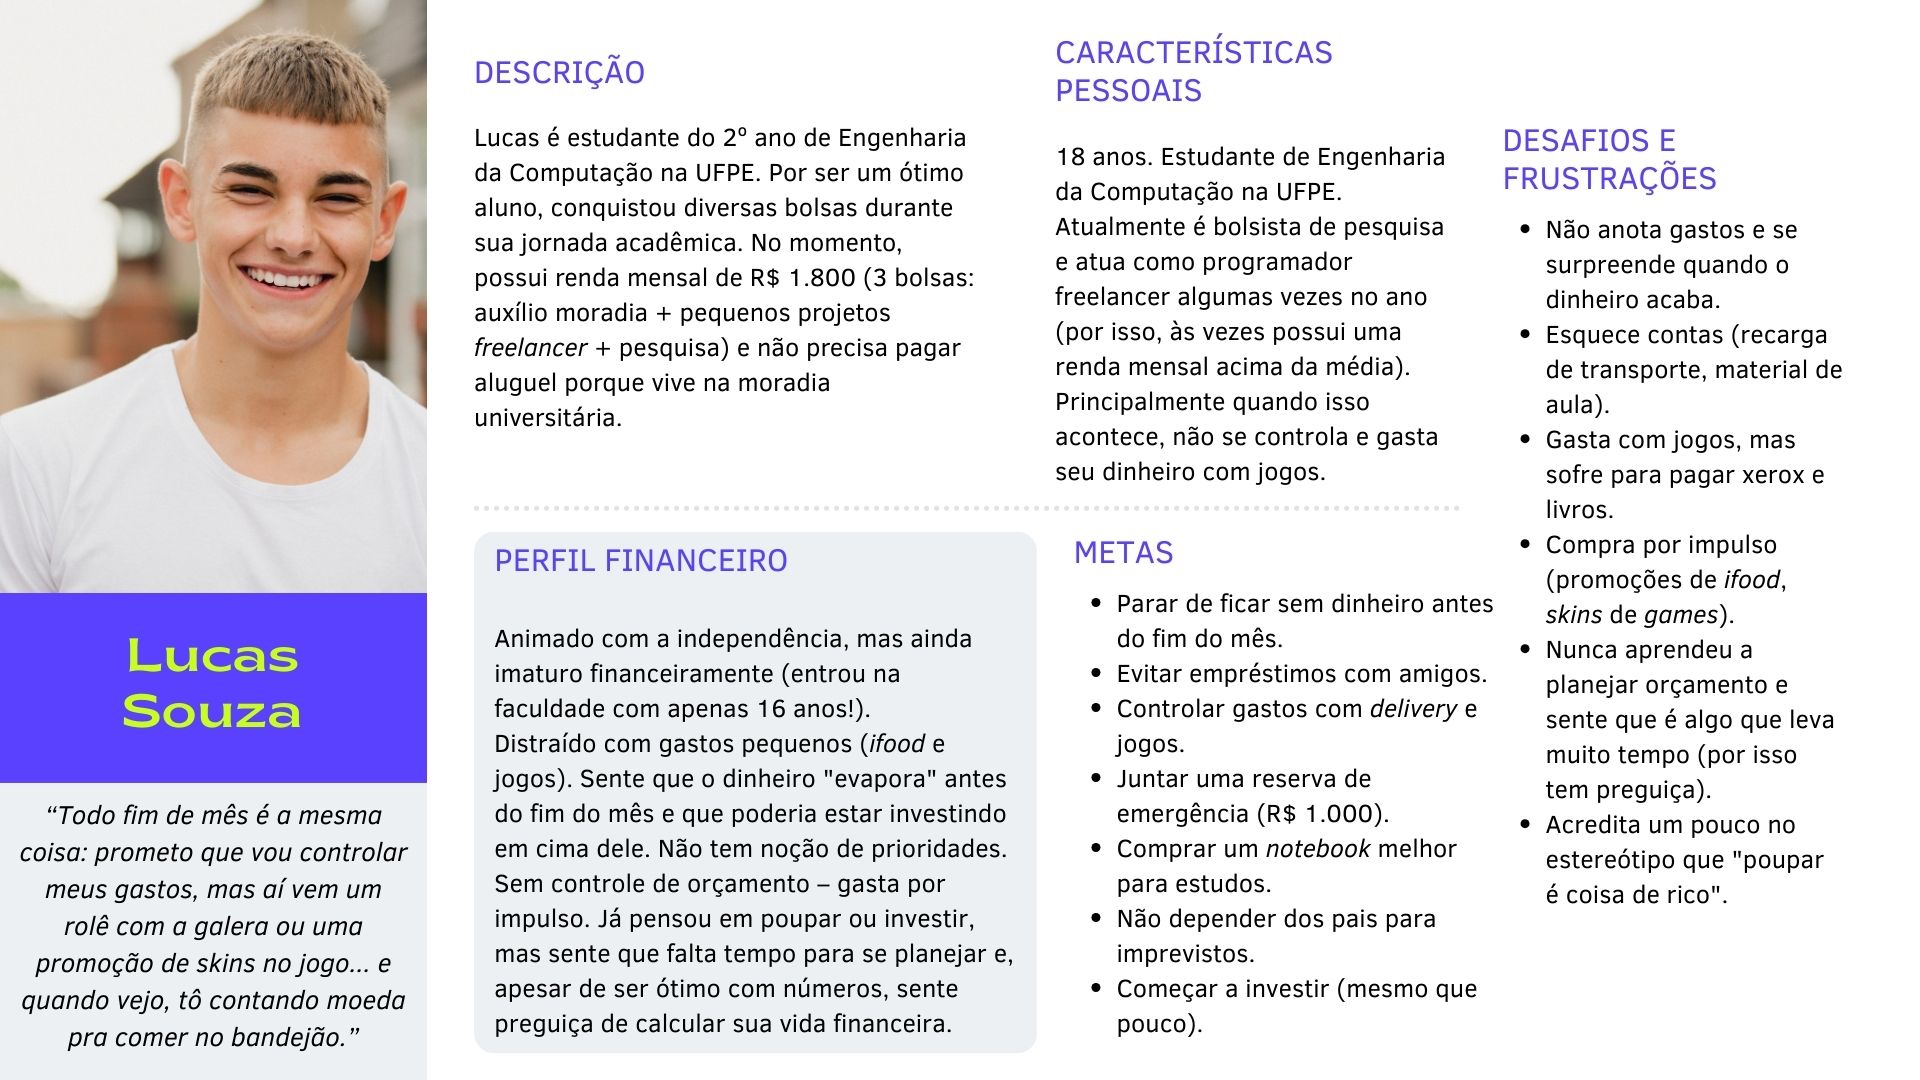 Lucas
Souza
“Todo fim de mês é a mesma
coisa: prometo que vou controlar
meus gastos, mas aí vem um
rolê com a galera ou uma
promoção de skins no jogo... e
quando vejo, tô contando moeda
pra comer no bandejão.”
DESCRIÇÃO
Lucas é estudante do 2º ano de Engenharia
da Computação na UFPE. Por ser um ótimo
aluno, conquistou diversas bolsas durante
sua jornada acadêmica. No momento,
possui renda mensal de R$ 1.800 (3 bolsas:
auxílio moradia + pequenos projetos
freelancer + pesquisa) e não precisa pagar
aluguel porque vive na moradia
universitária.
CARACTERÍSTICAS
PESSOAIS
18 anos. Estudante de Engenharia
da Computação na UFPE.
Atualmente é bolsista de pesquisa
e atua como programador
freelancer algumas vezes no ano
(por isso, às vezes possui uma
renda mensal acima da média).
Principalmente quando isso
acontece, não se controla e gasta
seu dinheiro com jogos.
PERFIL FINANCEIRO
Animado com a independência, mas ainda
imaturo financeiramente (entrou na
faculdade com apenas 16 anos!).
Distraído com gastos pequenos (ifood e
jogos). Sente que o dinheiro "evapora" antes
do fim do mês e que poderia estar investindo
em cima dele. Não tem noção de prioridades.
Sem controle de orçamento – gasta por
impulso. Já pensou em poupar ou investir,
mas sente que falta tempo para se planejar e,
apesar de ser ótimo com números, sente
preguiça de calcular sua vida financeira.
METAS
• Parar de ficar sem dinheiro antes
do fim do mês.
• Evitar empréstimos com amigos.
• Controlar gastos com delivery e
jogos.
• Juntar uma reserva de
emergência (R$ 1.000).
• Comprar um notebook melhor
para estudos.
• Não depender dos pais para
imprevistos.
• Começar a investir (mesmo que
pouco).
DESAFIOS E
FRUSTRAÇÕES
• Não anota gastos e se
surpreende quando o
dinheiro acaba.
• Esquece contas (recarga
de transporte, material de
aula).
• Gasta com jogos, mas
sofre para pagar xerox e
livros.
• Compra por impulso
(promoções de ifood,
skins de games).
• Nunca aprendeu a
planejar orçamento e
sente que é algo que leva
muito tempo (por isso
tem preguiça).
• Acredita um pouco no
estereótipo que "poupar
é coisa de rico".